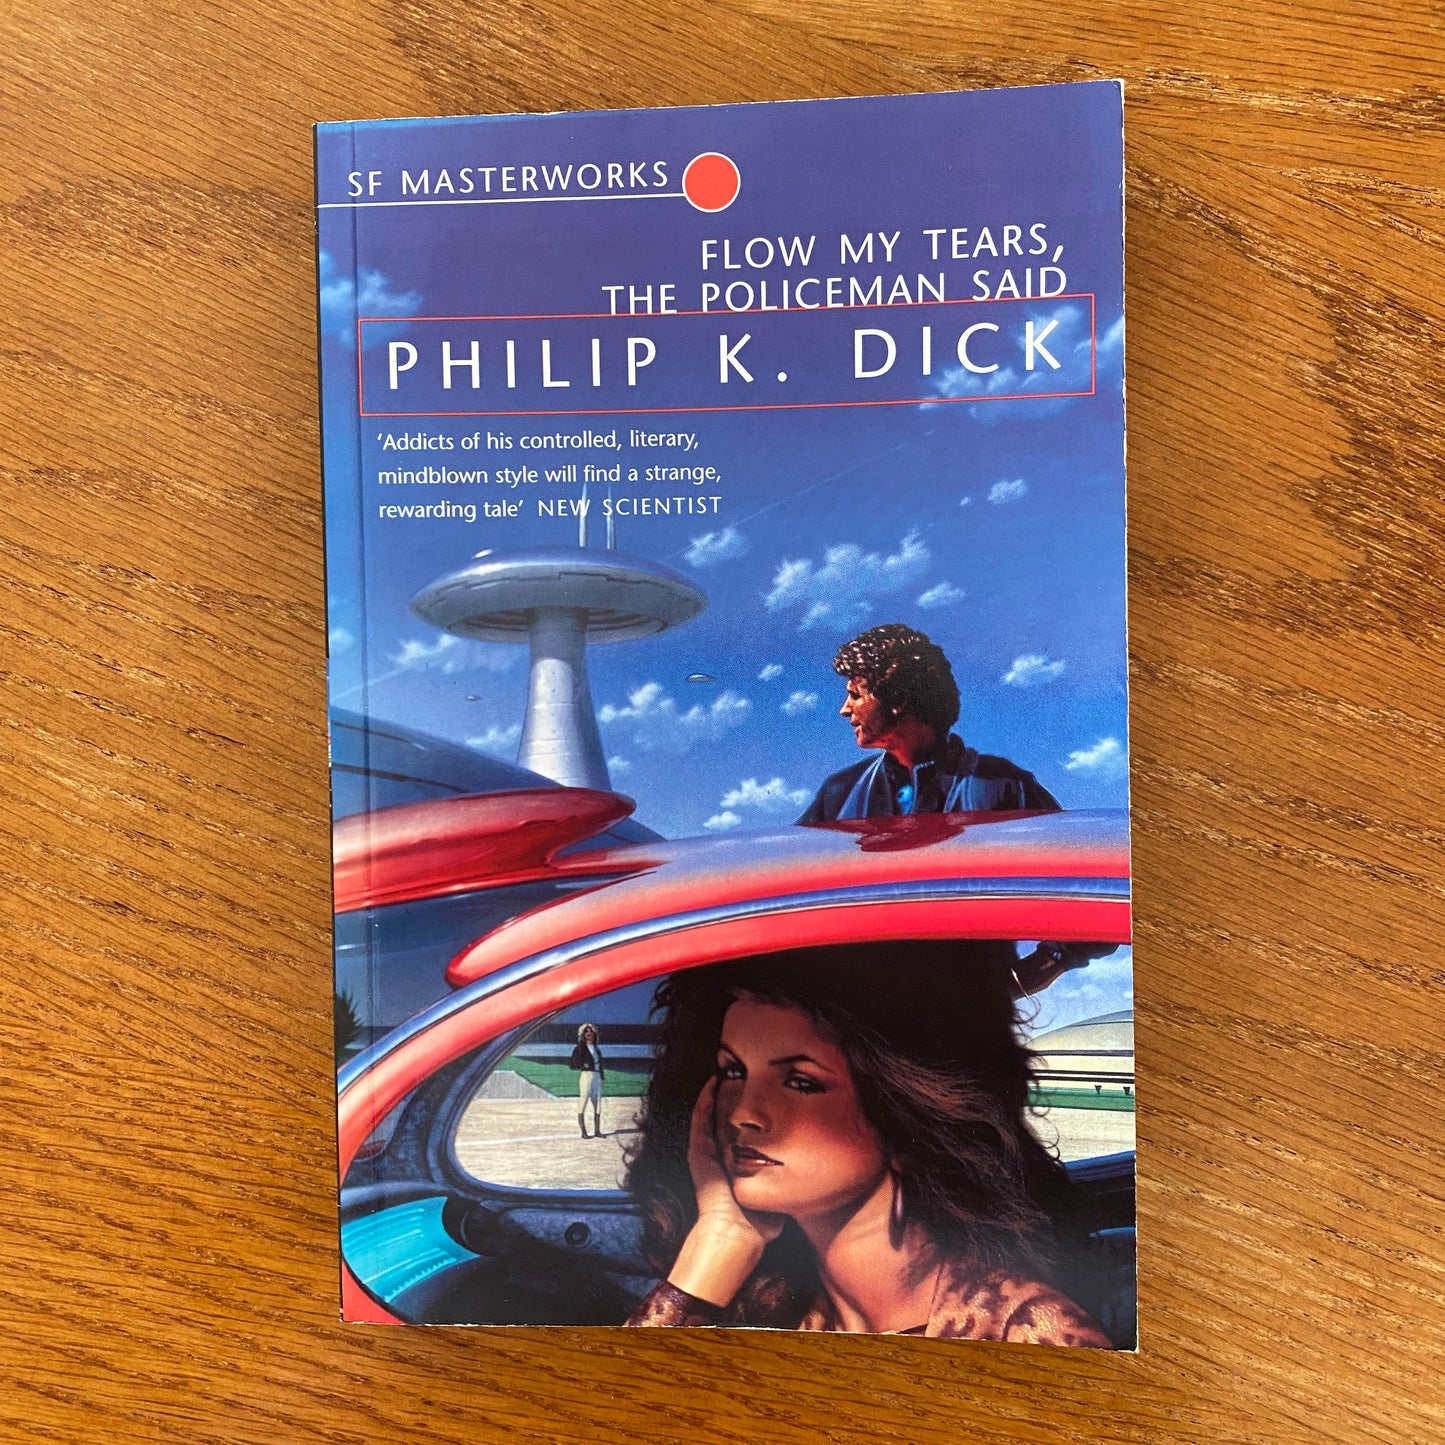 SF MASTERWORKS
FLOW MY TEARS,
THE POLICEMAN SAID
PHILIP K. DICK
‘Addicts of his controlled, literary,
mindblown style will find a strange,
rewarding tale’ NEW SCIENTIST